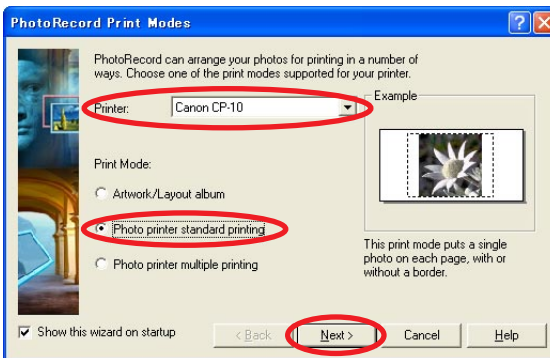 PhotoRecord Print Modes
PhotoRecord can arrange your photos for printing in a number of
ways. Choose one of the print modes supported for your printer.
Printer: Canon CP-10
Example
Print Mode:
Artwork/Layout album
Photo printer standard printing
Photo printer multiple printing
This print mode puts a single
photo on each page, with or
without a border.
Show this wizard on startup
< Back
Next >
Cancel
Help